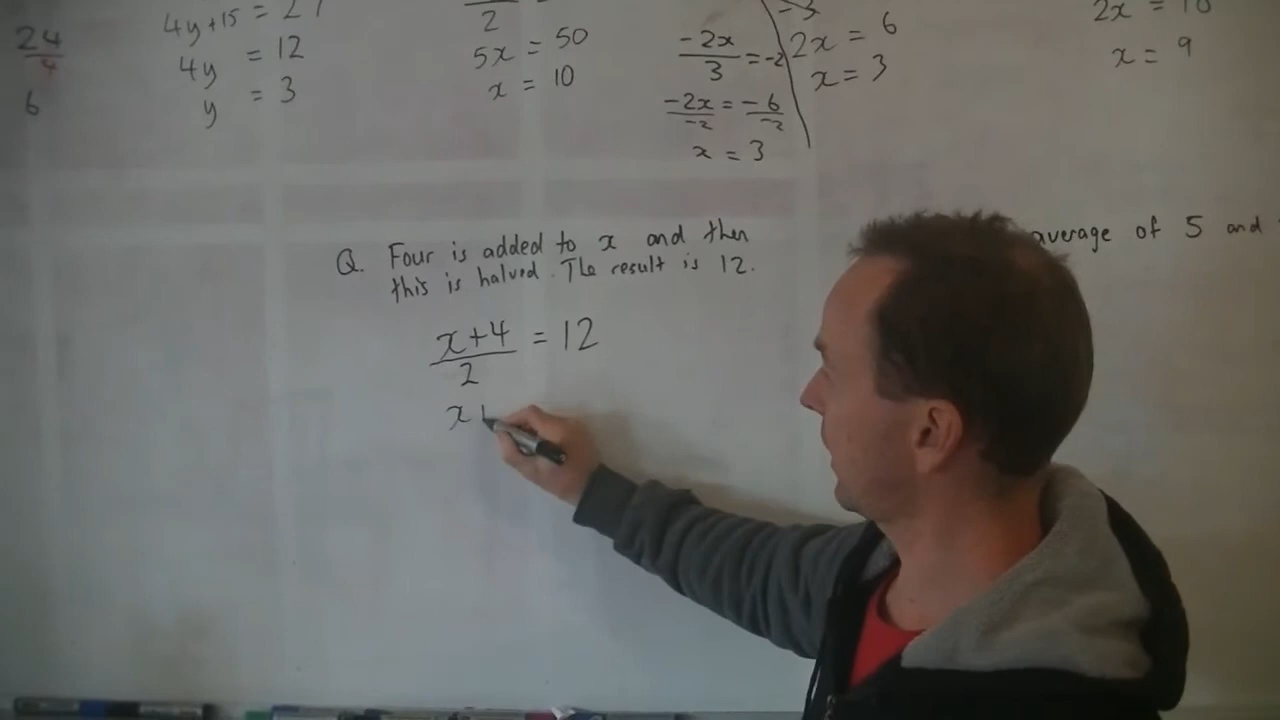 24
4
6
4y+15 = 27
4y = 12
y = 3
2
5x = 50
x = 10
-2x
3
= -2
-2x = -6
-2 -2
x = 3
-3
2x = 6
x = 3
2x = 18
x = 9
Q. Four is added to x and then
this is halved. The result is 12.
x+4
2
= 12
x
average of 5 and